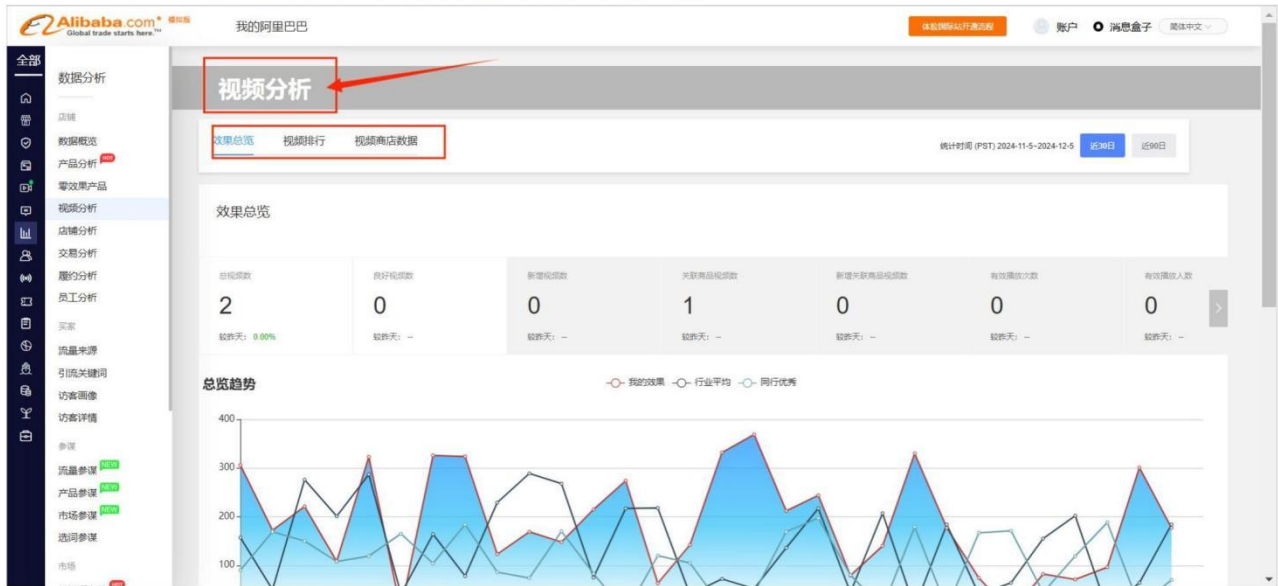 Alibaba.com 模拟版
Global trade starts here.™
我的阿里巴巴
体验国际站开通流程
账户
消息盒子
简体中文
全部
数据分析
店铺
数据概览
产品分析 NEW
零效果产品
视频分析
店铺分析
交易分析
履约分析
员工分析
买家
流量来源
引流关键词
访客画像
访客详情
参谋
流量参谋 NEW
产品参谋 NEW
市场参谋 NEW
选词参谋
市场
视频分析
效果总览 视频排行 视频商店数据
统计时间 (PST) 2024-11-5~2024-12-5 近30日 近90日
效果总览
总视频数 良好视频数 新增视频数 关联商品视频数 新增关联商品视频数 有效播放次数 有效播放人数
2 0 0 1 0 0 0
较昨天： 0.00% 较昨天： -- 较昨天： -- 较昨天： -- 较昨天： -- 较昨天： -- 较昨天： --
总览趋势
我的效果 行业平均 同行优秀
400
300
200
100